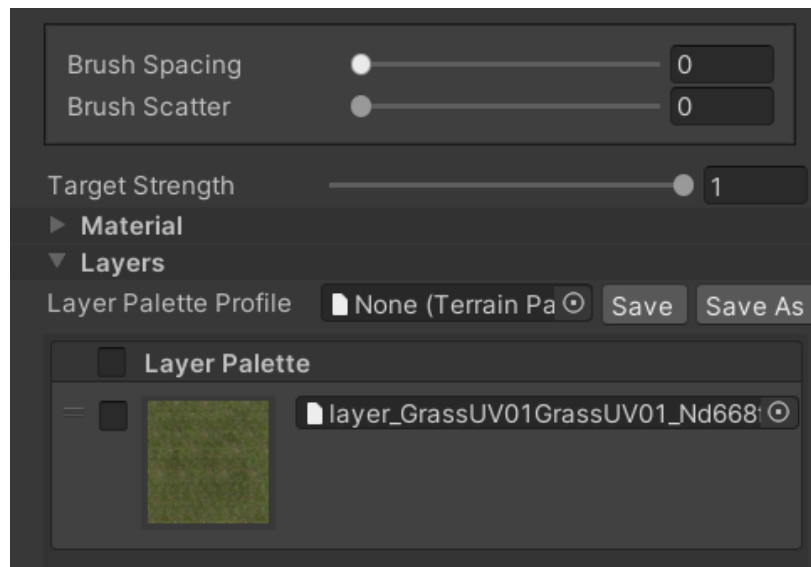 Brush Spacing 0
Brush Scatter 0
Target Strength 1
Material
Layers
Layer Palette Profile None (Terrain Pa Save Save As
Layer Palette
layer_GrassUV01GrassUV01_Nd668